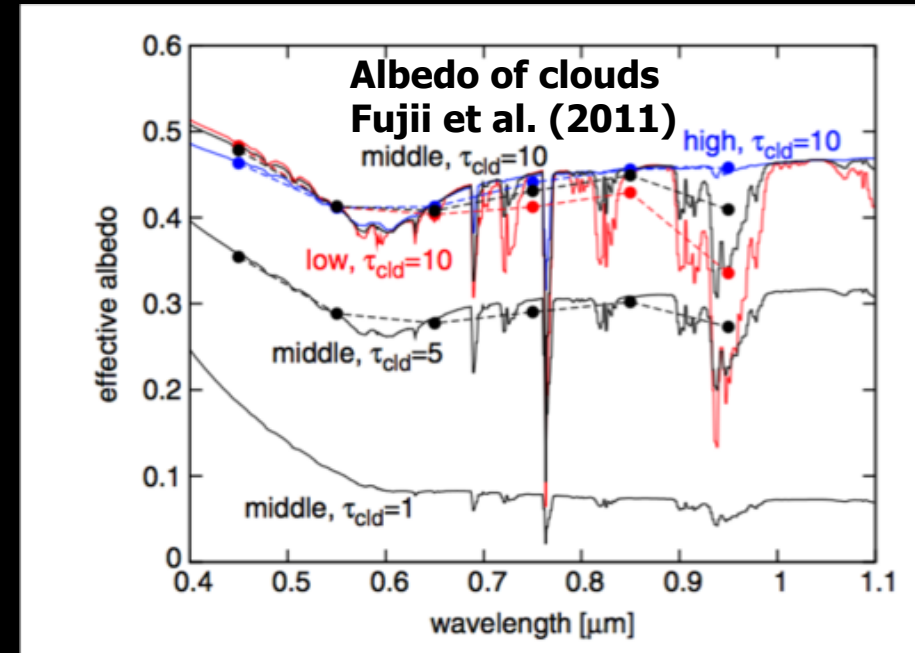 Albedo of clouds
Fujii et al. (2011)
0.6
0.5
0.4
0.3
0.2
0.1
0
effective albedo
middle, τcld=10
high, τcld=10
low, τcld=10
middle, τcld=5
middle, τcld=1
0.4 0.5 0.6 0.7 0.8 0.9 1 1.1
wavelength [μm]